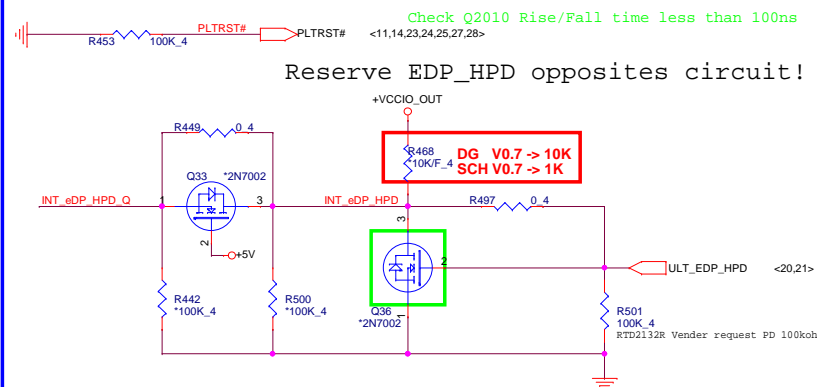 Check Q2010 Rise/Fall time less than 100ns
PLTRST#
PLTRST#
<11,14,23,24,25,27,28>
R453
100K_4
Reserve EDP_HPD opposites circuit!
+VCCIO_OUT
R449
0_4
R468
*10K/F_4
DG V0.7 -> 10K
SCH V0.7 -> 1K
Q33
*2N7002
INT_eDP_HPD_Q
1
3
INT_eDP_HPD
R497
0_4
2
+5V
3
2
ULT_EDP_HPD
<20,21>
R442
*100K_4
R500
*100K_4
Q36
*2N7002
1
R501
100K_4
RTD2132R Vender request PD 100koh